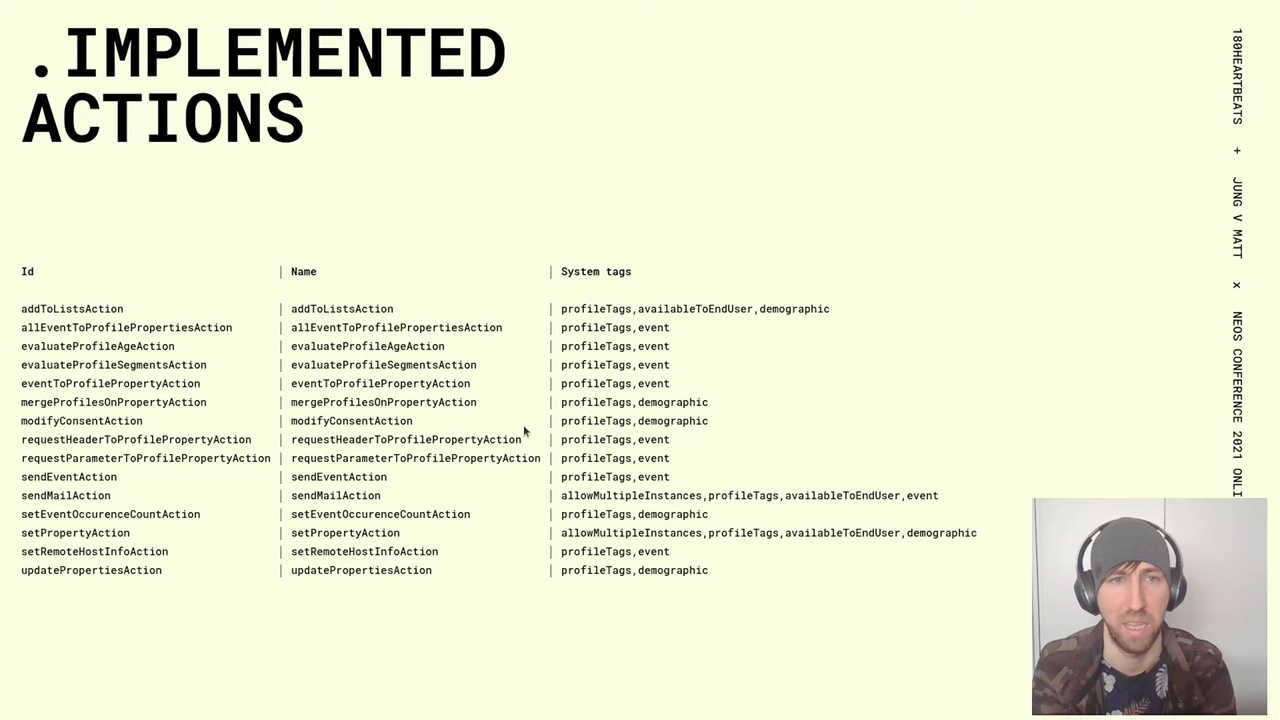 .IMPLEMENTED
ACTIONS
Id | Name | System tags
addToListsAction | addToListsAction | profileTags,availableToEndUser,demographic
allEventToProfilePropertiesAction | allEventToProfilePropertiesAction | profileTags,event
evaluateProfileAgeAction | evaluateProfileAgeAction | profileTags,event
evaluateProfileSegmentsAction | evaluateProfileSegmentsAction | profileTags,event
eventToProfilePropertyAction | eventToProfilePropertyAction | profileTags,event
mergeProfilesOnPropertyAction | mergeProfilesOnPropertyAction | profileTags,demographic
modifyConsentAction | modifyConsentAction | profileTags,demographic
requestHeaderToProfilePropertyAction | requestHeaderToProfilePropertyAction | profileTags,event
requestParameterToProfilePropertyAction | requestParameterToProfilePropertyAction | profileTags,event
sendEventAction | sendEventAction | profileTags,event
sendMailAction | sendMailAction | allowMultipleInstances,profileTags,availableToEndUser,event
setEventOccurenceCountAction | setEventOccurenceCountAction | profileTags,demographic
setPropertyAction | setPropertyAction | allowMultipleInstances,profileTags,availableToEndUser,demographic
setRemoteHostInfoAction | setRemoteHostInfoAction | profileTags,event
updatePropertiesAction | updatePropertiesAction | profileTags,demographic
180HEARTBEATS + JUNG V MATT x NEOS CONFERENCE 2021 ONLI